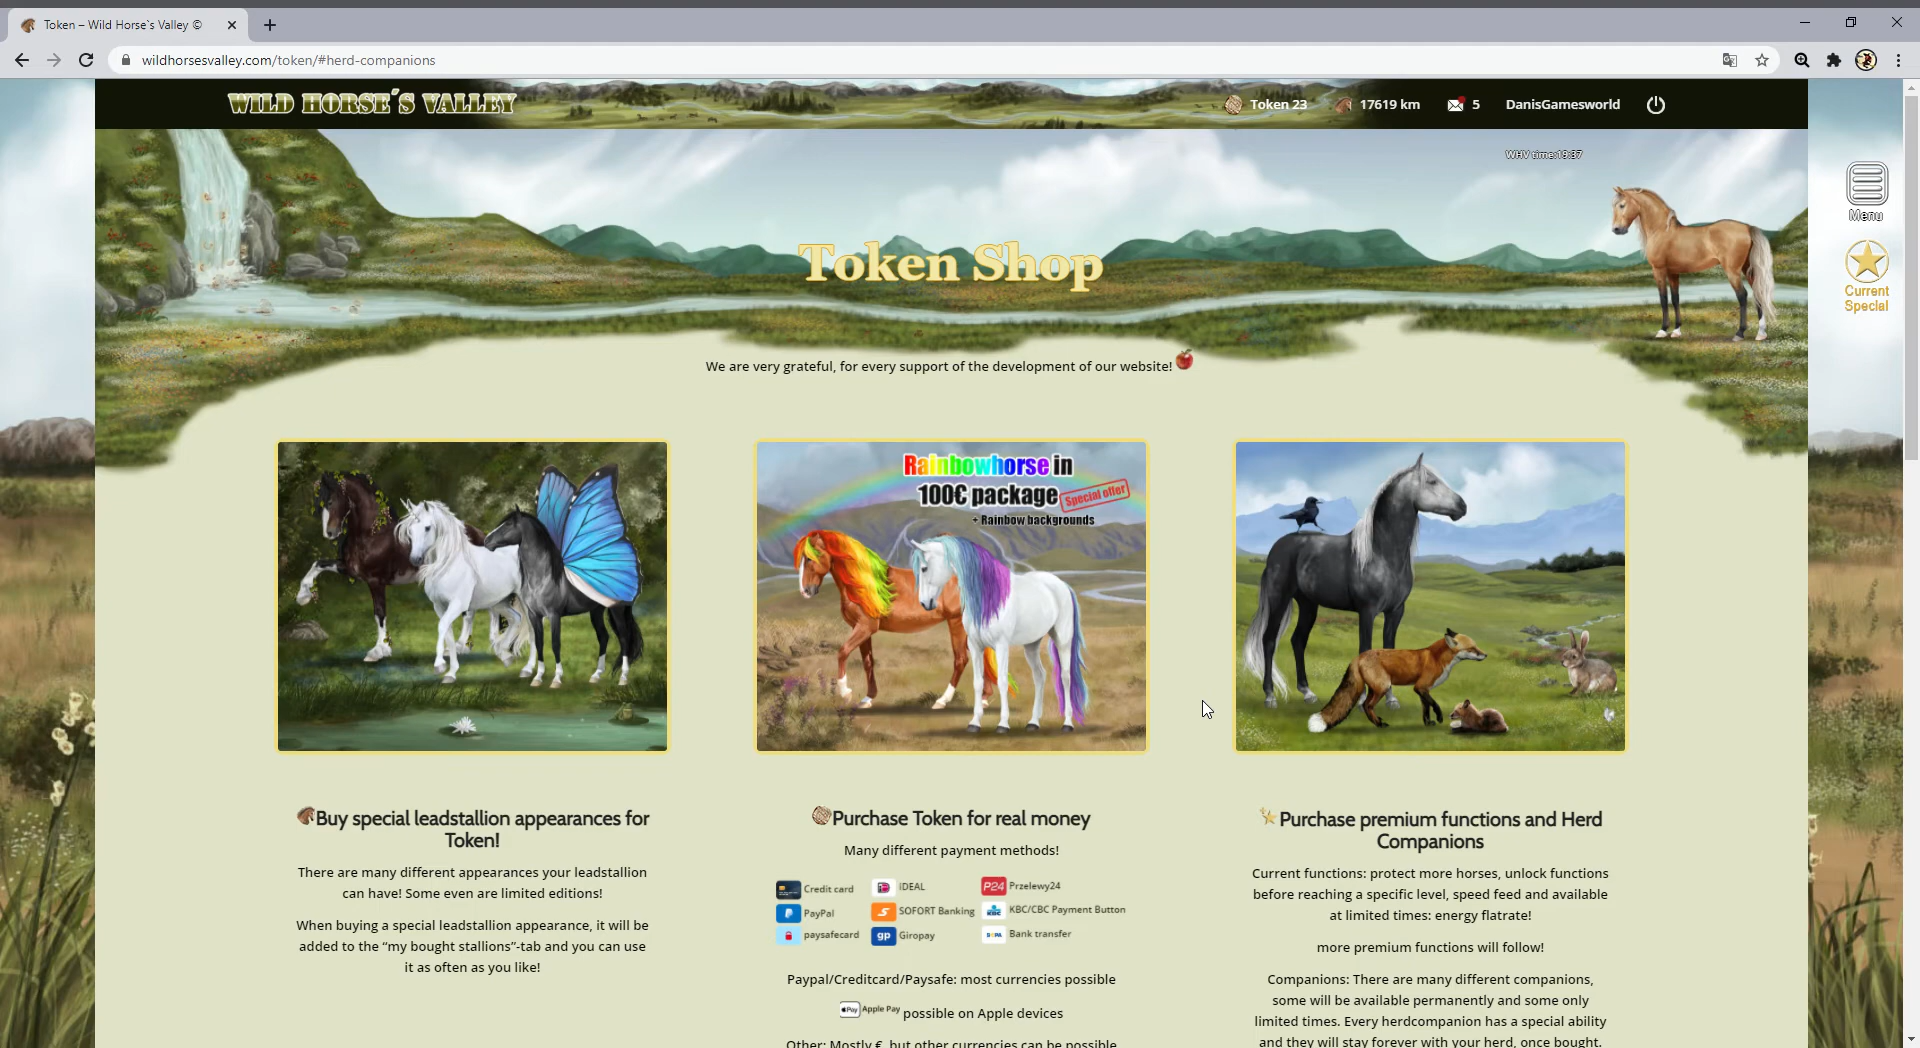 Token – Wild Horse`s Valley ©
wildhorsesvalley.com/token/#herd-companions
WILD HORSE´S VALLEY
Token 23
17619 km
5
DanisGamesworld
WHV time:19:37
Menu
Current
Special
Token Shop
We are very grateful, for every support of the development of our website!
Rainbowhorse in
100€ package
Special offer
+ Rainbow backgrounds
Buy special leadstallion appearances for
Token!
There are many different appearances your leadstallion
can have! Some even are limited editions!
When buying a special leadstallion appearance, it will be
added to the “my bought stallions”-tab and you can use
it as often as you like!
Purchase Token for real money
Many different payment methods!
Credit card
iDEAL
P24 Przelewy24
PayPal
SOFORT Banking
KBC KBC/CBC Payment Button
paysafecard
gp Giropay
SEPA Bank transfer
Paypal/Creditcard/Paysafe: most currencies possible
Pay Apple Pay possible on Apple devices
Other: Mostly €, but other currencies can be possible
Purchase premium functions and Herd
Companions
Current functions: protect more horses, unlock functions
before reaching a specific level, speed feed and available
at limited times: energy flatrate!
more premium functions will follow!
Companions: There are many different companions,
some will be available permanently and some only
limited times. Every herdcompanion has a special ability
and they will stay forever with your herd, once bought.